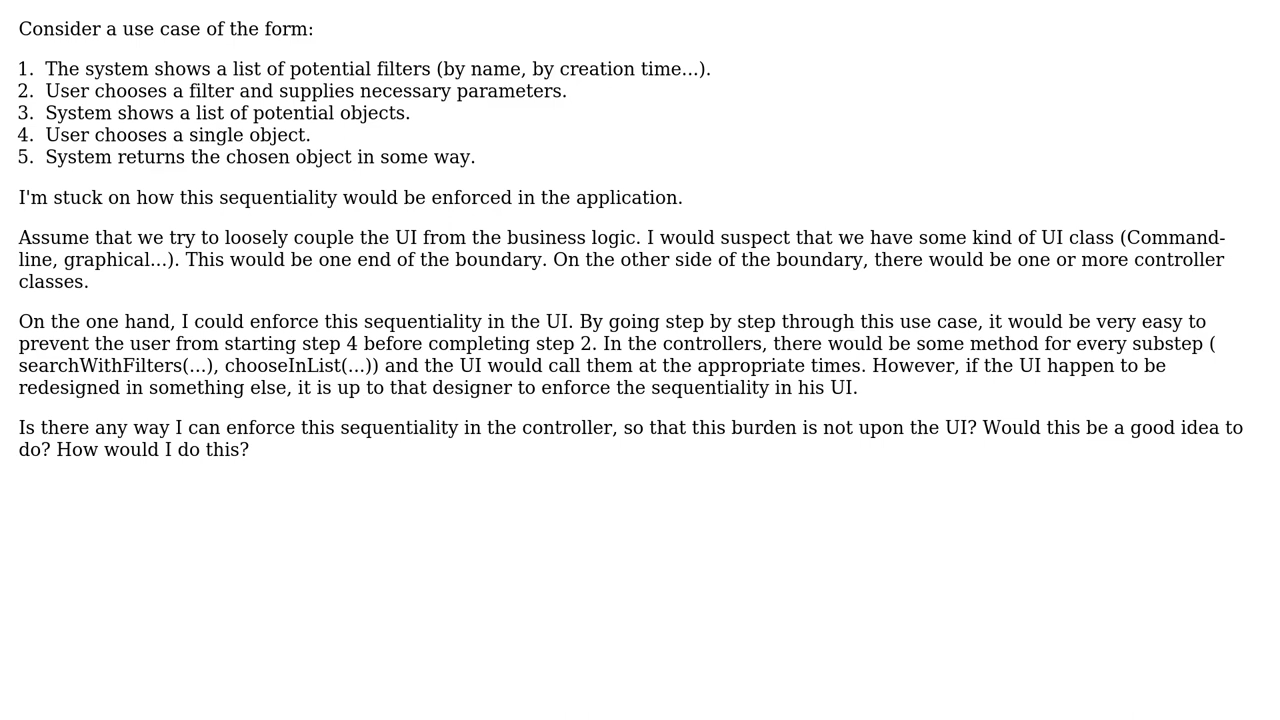 Consider a use case of the form:
1. The system shows a list of potential filters (by name, by creation time...).
2. User chooses a filter and supplies necessary parameters.
3. System shows a list of potential objects.
4. User chooses a single object.
5. System returns the chosen object in some way.
I'm stuck on how this sequentiality would be enforced in the application.
Assume that we try to loosely couple the UI from the business logic. I would suspect that we have some kind of UI class (Command-
line, graphical...). This would be one end of the boundary. On the other side of the boundary, there would be one or more controller
classes.
On the one hand, I could enforce this sequentiality in the UI. By going step by step through this use case, it would be very easy to
prevent the user from starting step 4 before completing step 2. In the controllers, there would be some method for every substep (
searchWithFilters(...), chooseInList(...)) and the UI would call them at the appropriate times. However, if the UI happen to be
redesigned in something else, it is up to that designer to enforce the sequentiality in his UI.
Is there any way I can enforce this sequentiality in the controller, so that this burden is not upon the UI? Would this be a good idea to
do? How would I do this?